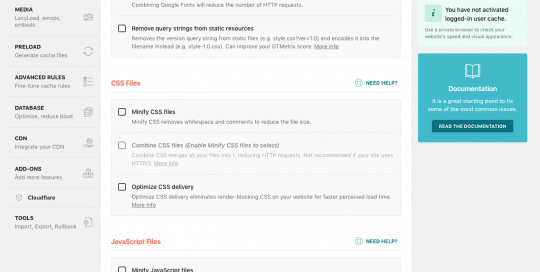 MEDIA
LazyLoad, emojis,
embeds
PRELOAD
Generate cache files
ADVANCED RULES
Fine-tune cache rules
DATABASE
Optimize, reduce bloat
CDN
Integrate your CDN
ADD-ONS
Add more features
Cloudflare
TOOLS
Import, Export, Rollback
Combining Google Fonts will reduce the number of HTTP requests.
Remove query strings from static resources
Removes the version query string from static files (e.g. style.css?ver=1.0) and encodes it into the
filename instead (e.g. style-1.0.css). Can improve your GTMetrix score. More info
CSS Files
NEED HELP?
Minify CSS files
Minify CSS removes whitespace and comments to reduce the file size.
Combine CSS files (Enable Minify CSS files to select)
Combine CSS merges all your files into 1, reducing HTTP requests. Not recommended if your site uses
HTTP/2. More info
Optimize CSS delivery
Optimize CSS delivery eliminates render-blocking CSS on your website for faster perceived load time.
More info
JavaScript Files
NEED HELP?
Minify JavaScript files
You have not activated
logged-in user cache.
Use a private browser to check your
website's speed and visual appearance.
Documentation
It is a great starting point to fix
some of the most common issues.
READ THE DOCUMENTATION